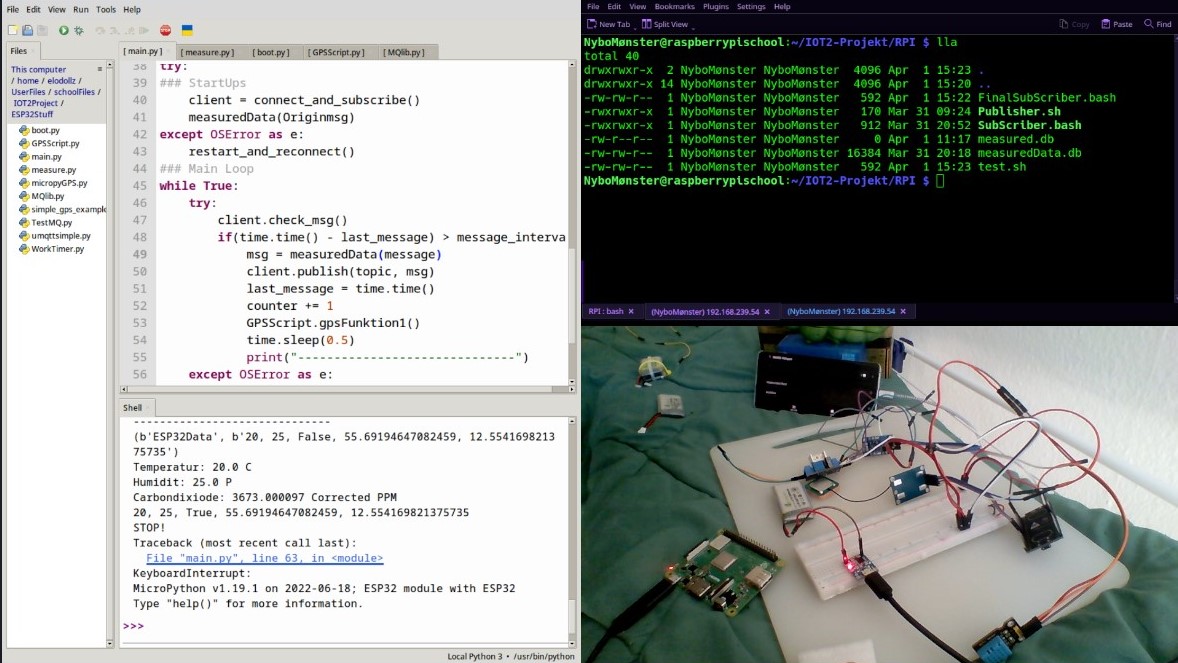 File Edit View Run Tools Help
Files
This computer
/ home / elodollz /
UserFiles / schoolFiles /
IOT2Project /
ESP32Stuff
boot.py
GPSScript.py
main.py
measure.py
micropyGPS.py
MQlib.py
simple_gps_example
TestMQ.py
umqttsimple.py
WorkTimer.py
[ main.py ] [ measure.py ] [ boot.py ] [ GPSScript.py ] [ MQlib.py ]
38 try:
39 ### StartUps
40 client = connect_and_subscribe()
41 measuredData(Originmsg)
42 except OSError as e:
43 restart_and_reconnect()
44 ### Main Loop
45 while True:
46 try:
47 client.check_msg()
48 if(time.time() - last_message) > message_interva
49 msg = measuredData(message)
50 client.publish(topic, msg)
51 last_message = time.time()
52 counter += 1
53 GPSScript.gpsFunktion1()
54 time.sleep(0.5)
55 print("----------------------------")
56 except OSError as e:
Shell
----------------------------
(b'ESP32Data', b'20, 25, False, 55.69194647082459, 12.5541698213
75735')
Temperatur: 20.0 C
Humidit: 25.0 P
Carbondixiode: 3673.000097 Corrected PPM
20, 25, True, 55.69194647082459, 12.554169821375735
STOP!
Traceback (most recent call last):
File "main.py", line 63, in <module>
KeyboardInterrupt:
MicroPython v1.19.1 on 2022-06-18; ESP32 module with ESP32
Type "help()" for more information.
>>>
Local Python 3 • /usr/bin/python
File Edit View Bookmarks Plugins Settings Help
New Tab Split View Copy Paste Find
NyboMønster@raspberrypischool:~/IOT2-Projekt/RPI $ lla
total 40
drwxrwxr-x 2 NyboMønster NyboMønster 4096 Apr 1 15:23 .
drwxrwxr-x 14 NyboMønster NyboMønster 4096 Apr 1 15:20 ..
-rw-rw-r-- 1 NyboMønster NyboMønster 592 Apr 1 15:22 FinalSubScriber.bash
-rwxrwxr-x 1 NyboMønster NyboMønster 170 Mar 31 09:24 Publisher.sh
-rwxrwxr-x 1 NyboMønster NyboMønster 912 Mar 31 20:52 SubScriber.bash
-rw-rw-r-- 1 NyboMønster NyboMønster 0 Apr 1 11:17 measured.db
-rw-rw-r-- 1 NyboMønster NyboMønster 16384 Mar 31 20:18 measuredData.db
-rw-rw-r-- 1 NyboMønster NyboMønster 592 Apr 1 15:23 test.sh
NyboMønster@raspberrypischool:~/IOT2-Projekt/RPI $
RPI : bash (NyboMønster) 192.168.239.54 (NyboMønster) 192.168.239.54